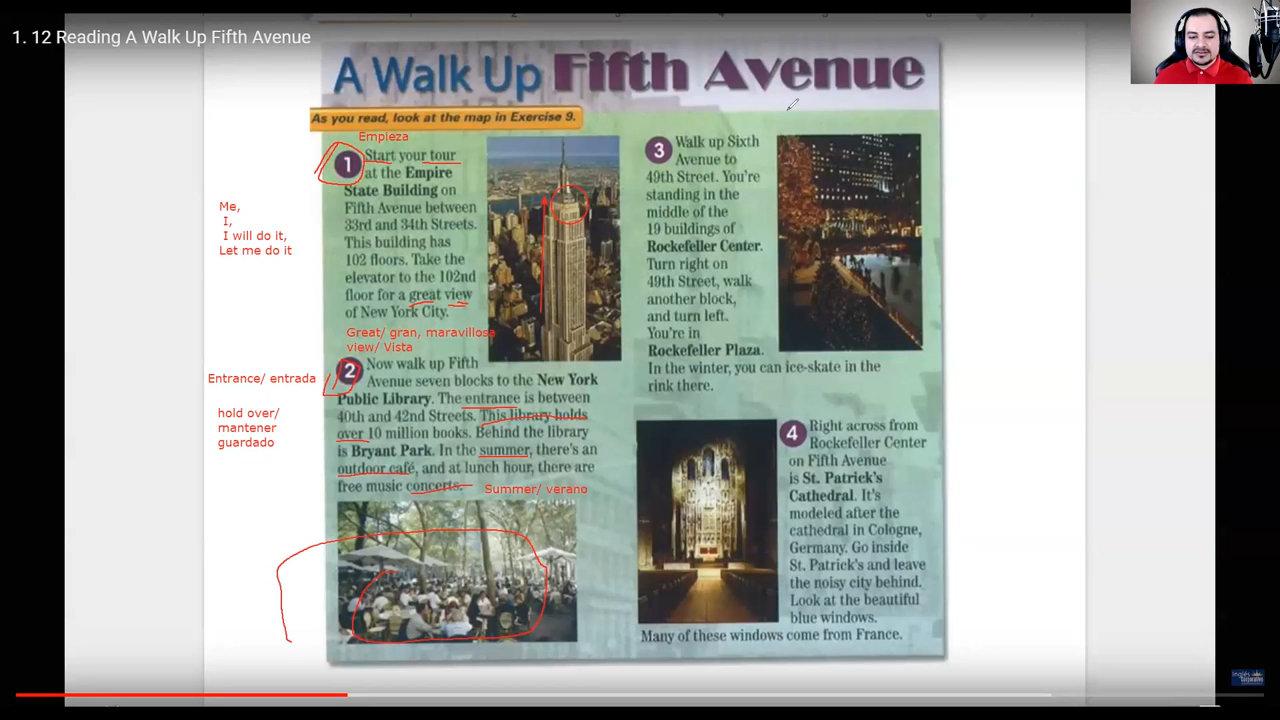 1. 12 Reading A Walk Up Fifth Avenue
A Walk Up Fifth Avenue
As you read, look at the map in Exercise 9.
Empieza
1 Start your tour
at the Empire
State Building on
Fifth Avenue between
33rd and 34th Streets.
This building has
102 floors. Take the
elevator to the 102nd
floor for a great view
of New York City.
Me,
I,
I will do it,
Let me do it
Great/ gran, maravillosa
view/ Vista
2 Now walk up Fifth
Avenue seven blocks to the New York
Public Library. The entrance is between
40th and 42nd Streets. This library holds
over 10 million books. Behind the library
is Bryant Park. In the summer, there's an
outdoor café, and at lunch hour, there are
free music concerts.
Entrance/ entrada
hold over/
mantener
guardado
Summer/ verano
3 Walk up Sixth
Avenue to
49th Street. You're
standing in the
middle of the
19 buildings of
Rockefeller Center.
Turn right on
49th Street, walk
another block,
and turn left.
You're in
Rockefeller Plaza.
In the winter, you can ice-skate in the
rink there.
4 Right across from
Rockefeller Center
on Fifth Avenue
is St. Patrick's
Cathedral. It's
modeled after the
cathedral in Cologne,
Germany. Go inside
St. Patrick's and leave
the noisy city behind.
Look at the beautiful
blue windows.
Many of these windows come from France.